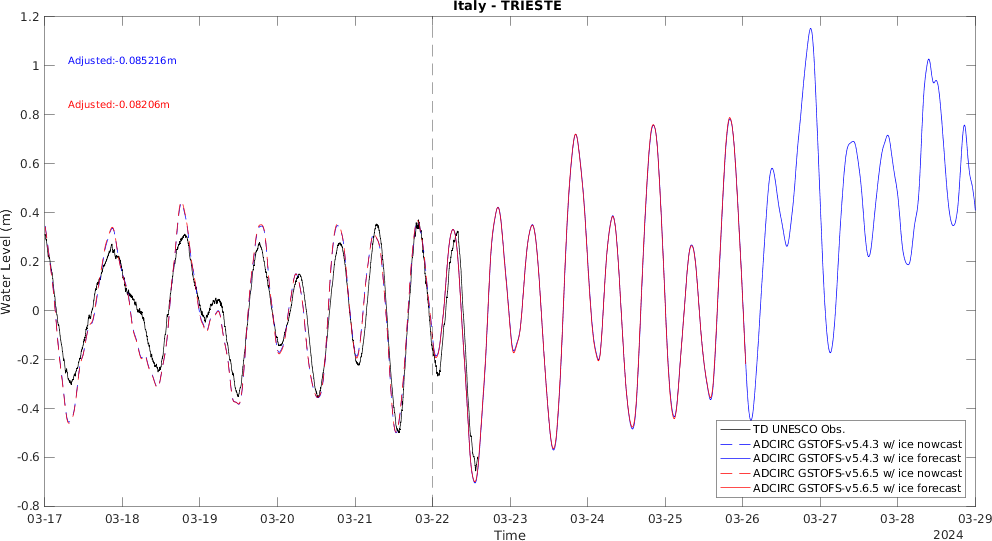 Italy - TRIESTE
1.2
1
0.8
0.6
0.4
0.2
0
-0.2
-0.4
-0.6
-0.8
Water Level (m)
Adjusted:-0.085216m
Adjusted:-0.08206m
TD UNESCO Obs.
ADCIRC GSTOFS-v5.4.3 w/ ice nowcast
ADCIRC GSTOFS-v5.4.3 w/ ice forecast
ADCIRC GSTOFS-v5.6.5 w/ ice nowcast
ADCIRC GSTOFS-v5.6.5 w/ ice forecast
03-17 03-18 03-19 03-20 03-21 03-22 03-23 03-24 03-25 03-26 03-27 03-28 03-29
Time
2024